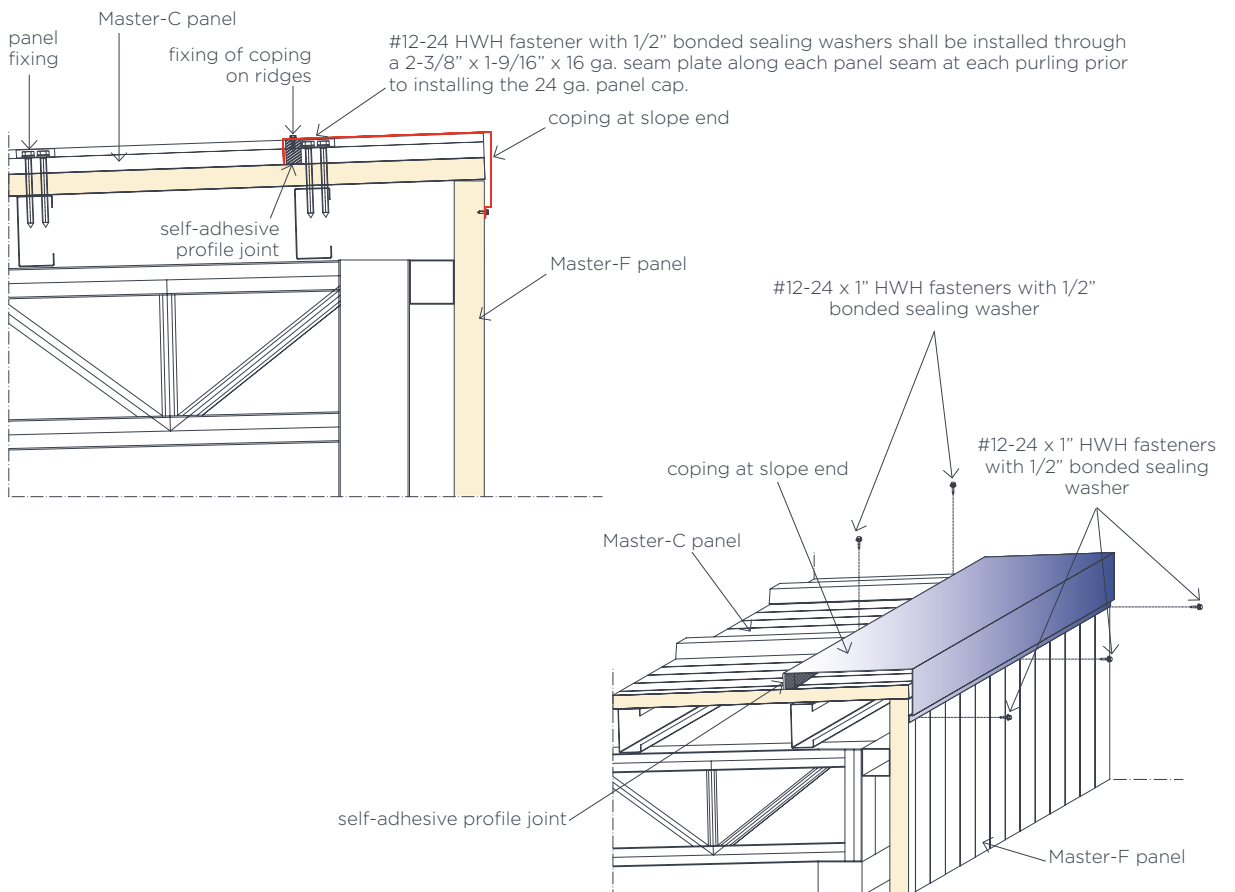 Master-C panel
panel
fixing
fixing of coping
on ridges
#12-24 HWH fastener with 1/2” bonded sealing washers shall be installed through
a 2-3/8” x 1-9/16” x 16 ga. seam plate along each panel seam at each purling prior
to installing the 24 ga. panel cap.
coping at slope end
self-adhesive
profile joint
Master-F panel
#12-24 x 1” HWH fasteners with 1/2”
bonded sealing washer
#12-24 x 1” HWH fasteners
with 1/2” bonded sealing
washer
coping at slope end
Master-C panel
self-adhesive profile joint
Master-F panel